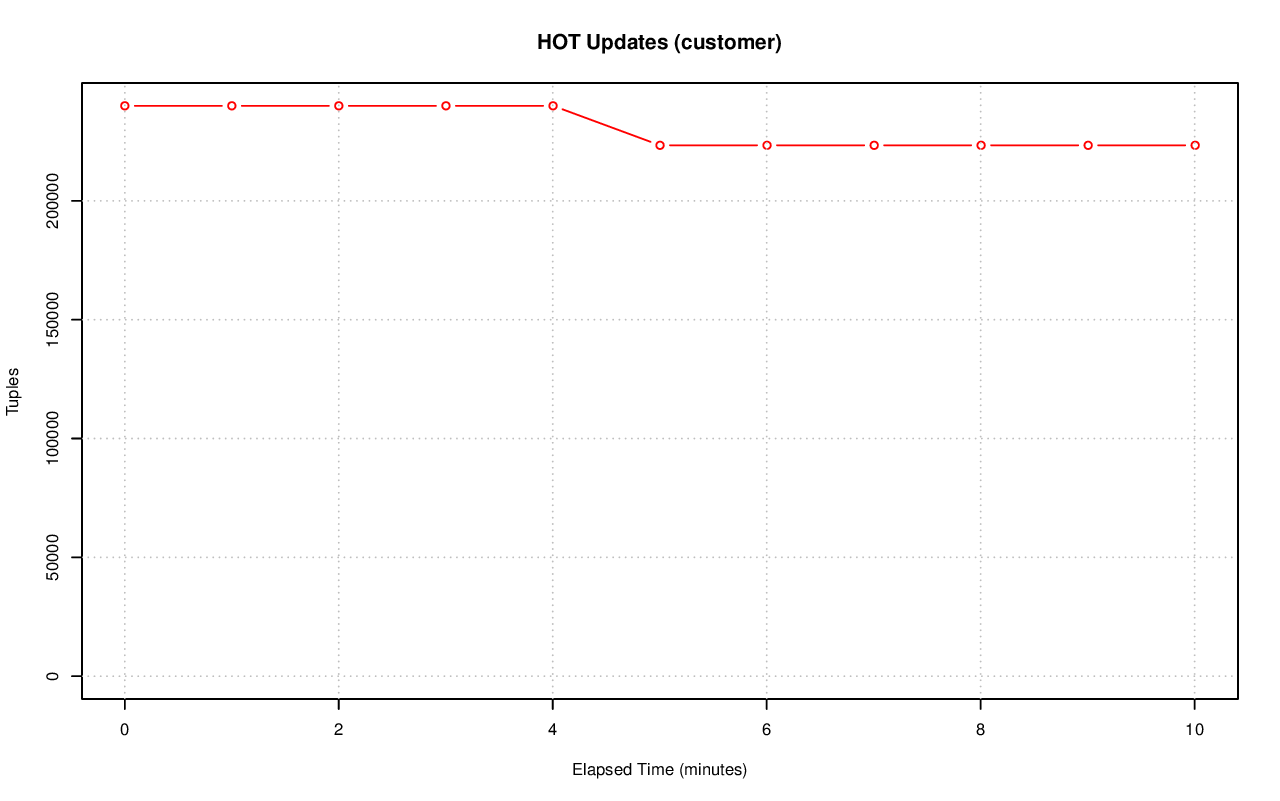 HOT Updates (customer)
Tuples
200000
150000
100000
50000
0
0 2 4 6 8 10
Elapsed Time (minutes)